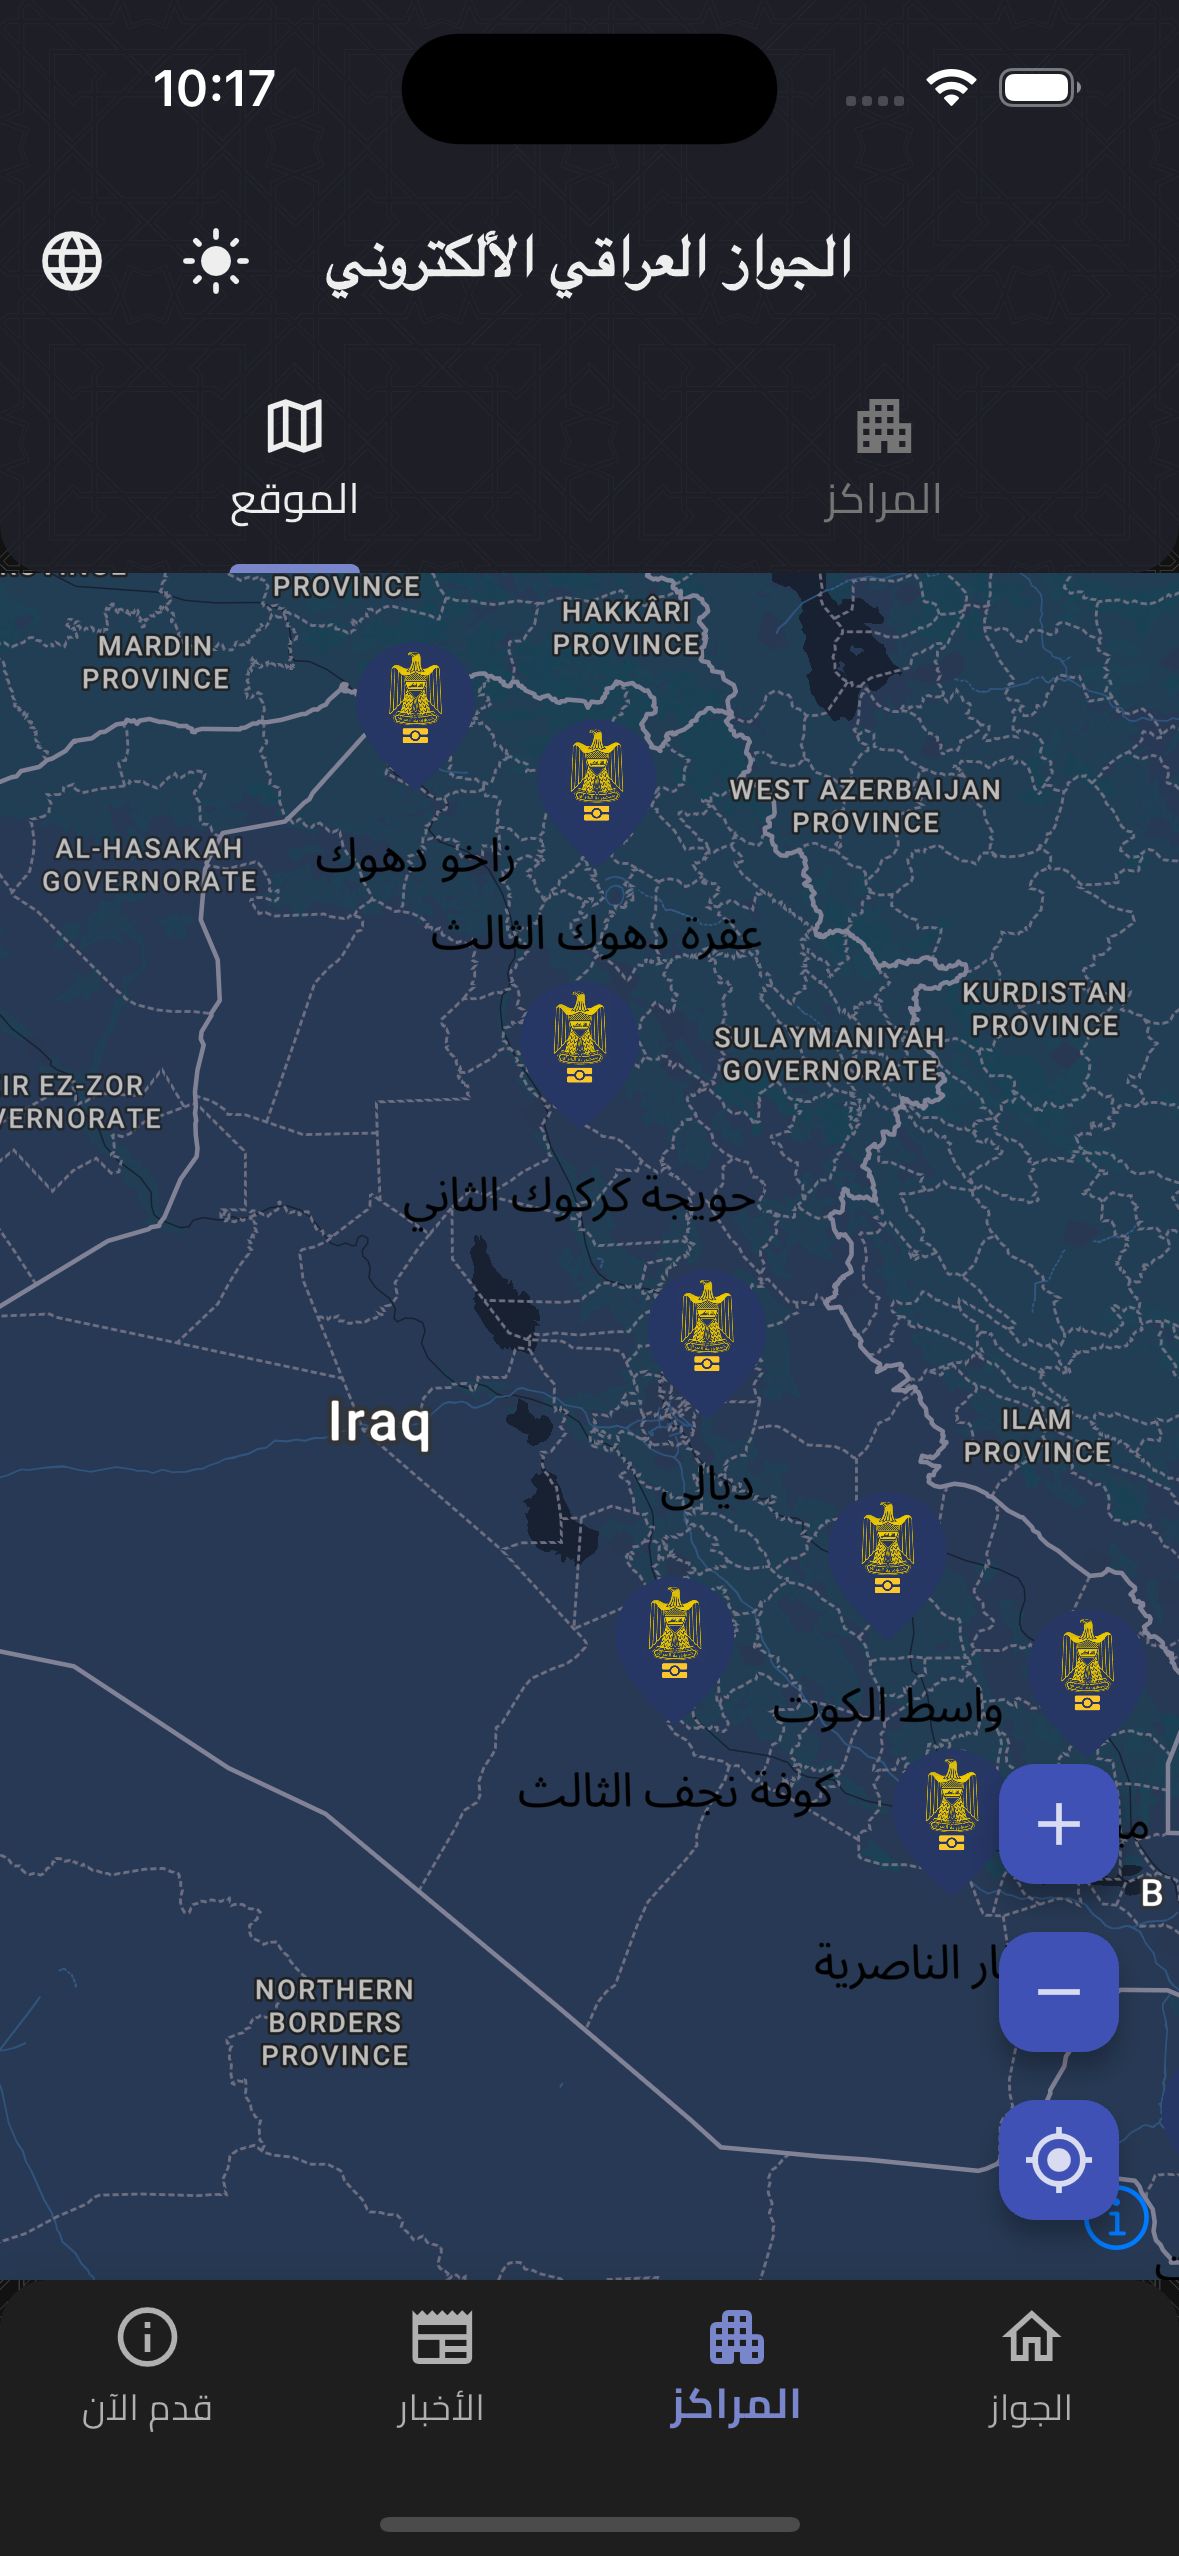 10:17
الجواز العراقي الألكتروني
المراكز
الموقع
PROVINCE
HAKKÂRI
PROVINCE
MARDIN
PROVINCE
WEST AZERBAIJAN
PROVINCE
AL-HASAKAH
GOVERNORATE
زاخو دهوك
عقرة دهوك الثالث
KURDISTAN
PROVINCE
SULAYMANIYAH
GOVERNORATE
IR EZ-ZOR
VERNORATE
حويجة كركوك الثاني
Iraq
ILAM
PROVINCE
ديالى
واسط الكوت
كوفة نجف الثالث
B
الناصرية
NORTHERN
BORDERS
PROVINCE
الجواز
المراكز
الأخبار
قدم الآن